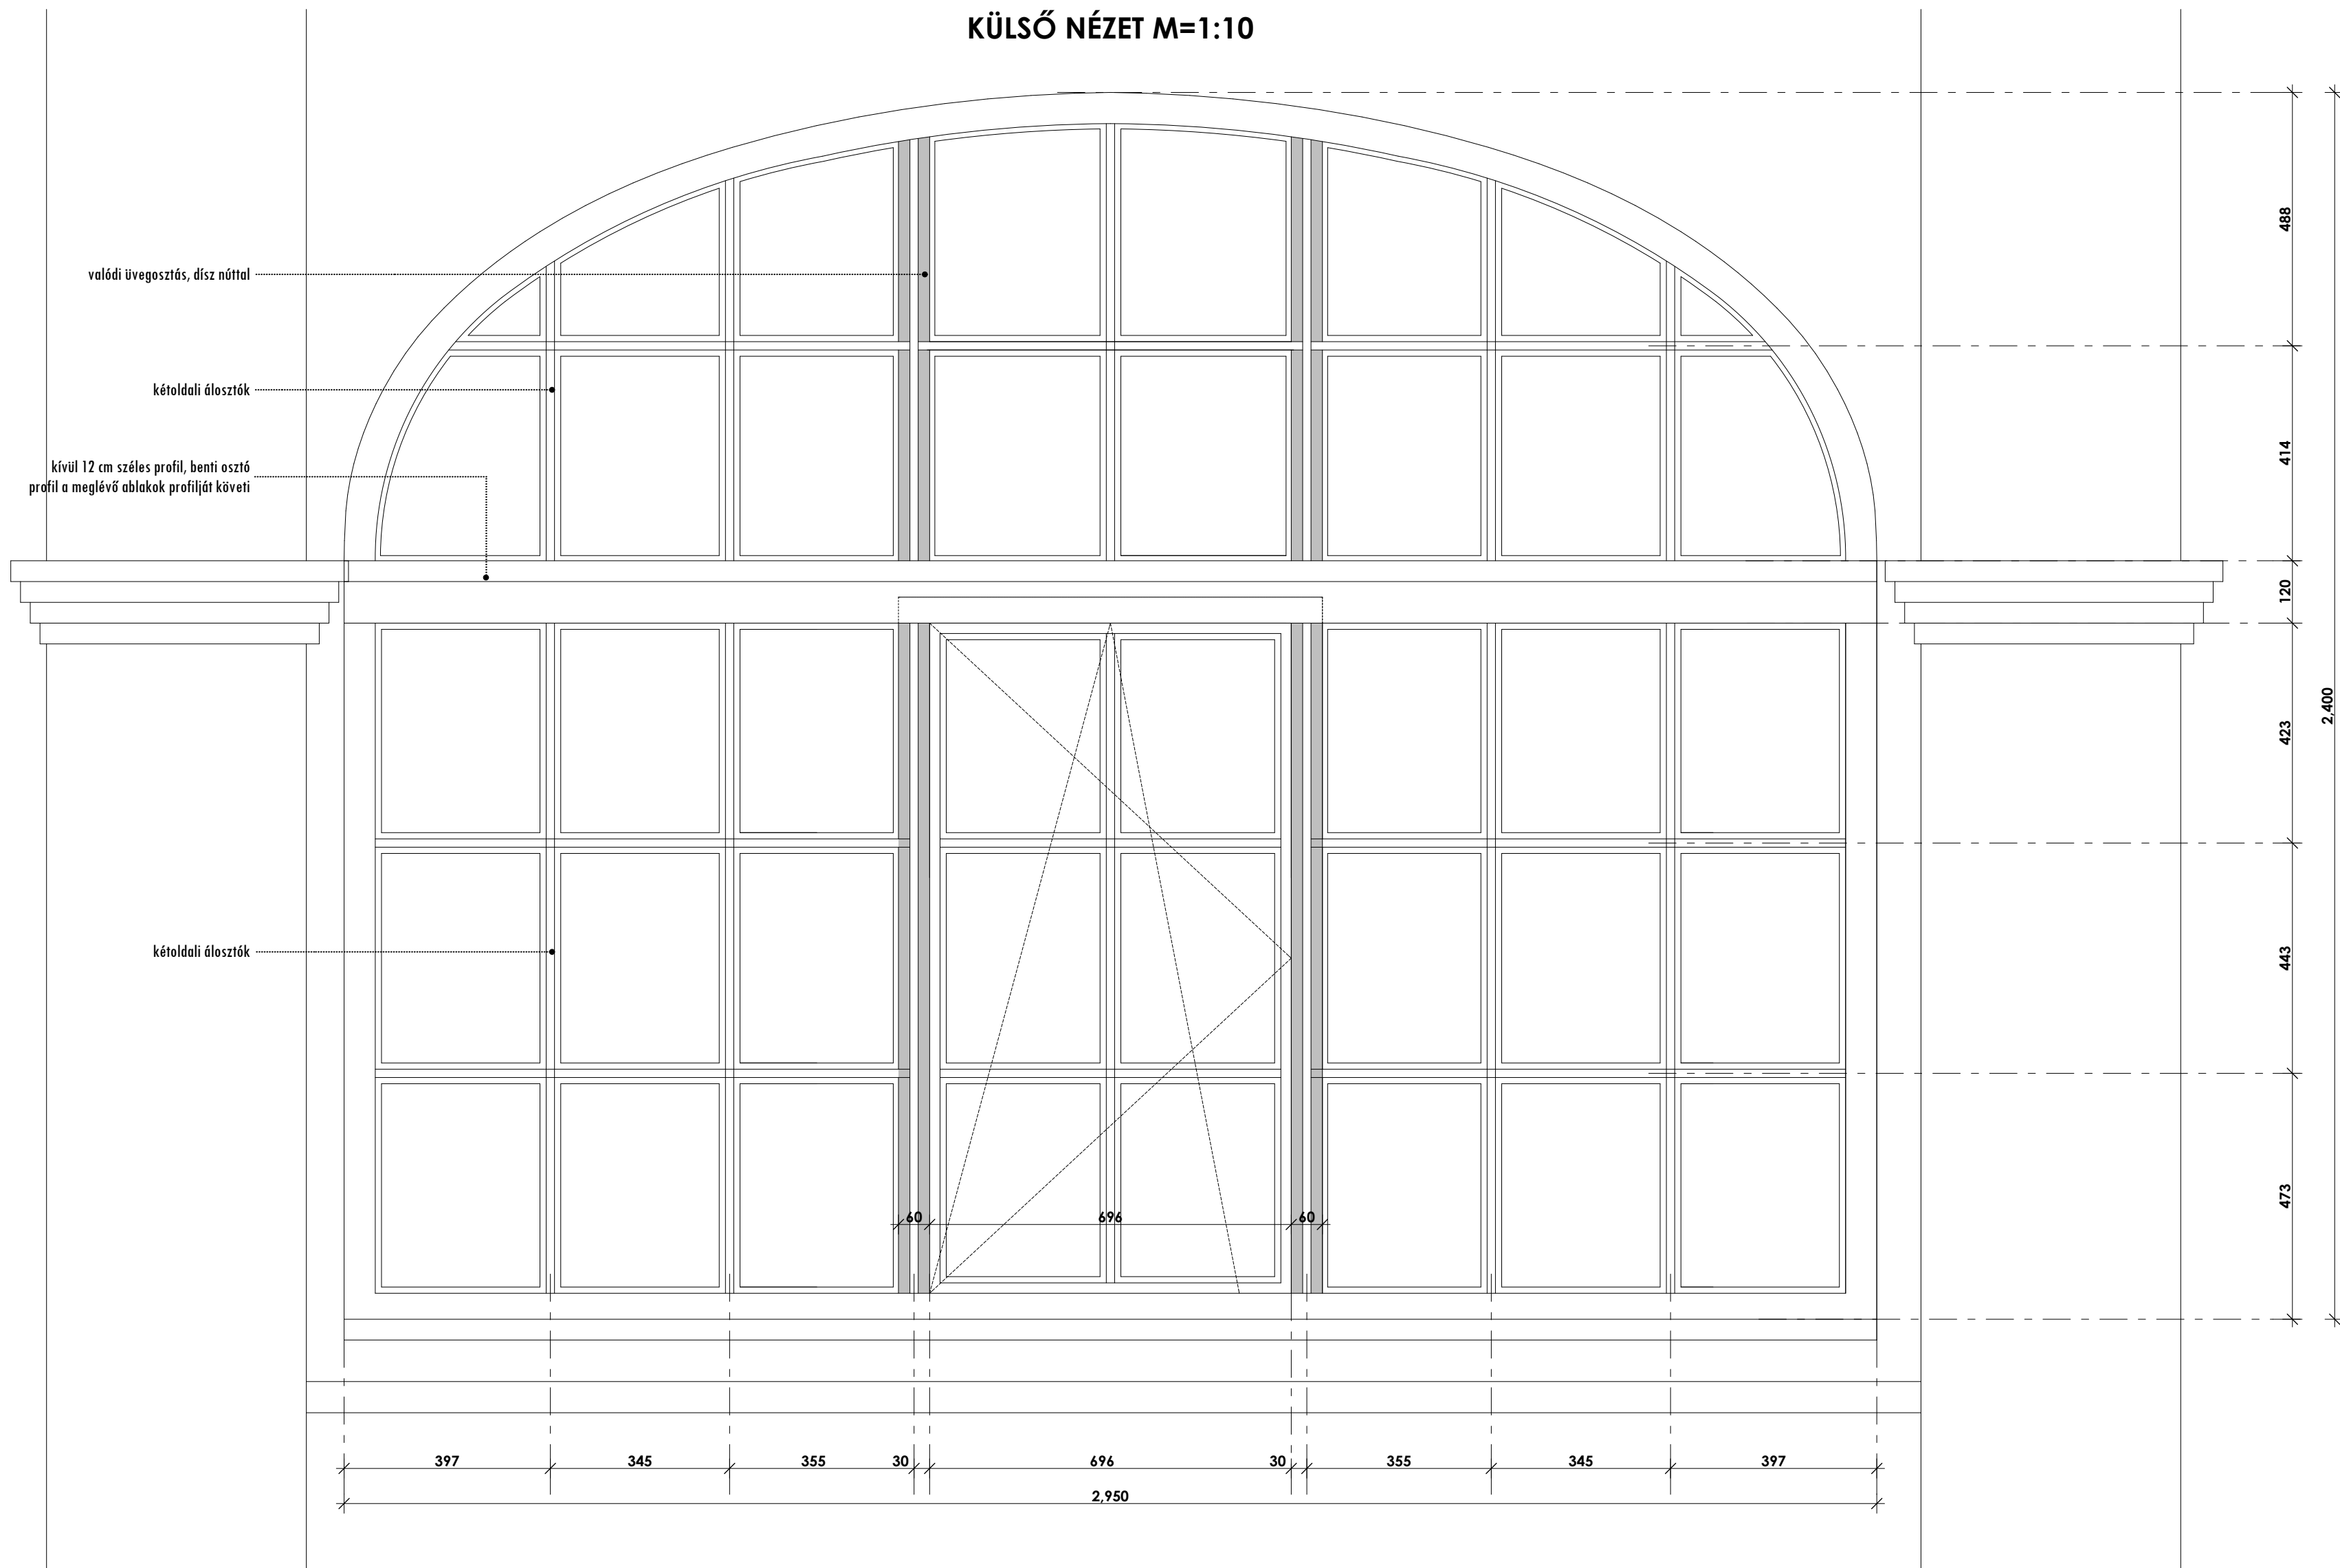 KÜLSŐ NÉZET M=1:10
488
valódi üvegosztás, dísz núttal
kétoldali álosztók
414
kívül 12 cm széles profil, benti osztó
profil a meglévő ablakok profilját követi
120
2,400
423
kétoldali álosztók
443
473
60 696 60
397 345 355 30 696 30 355 345 397
2,950